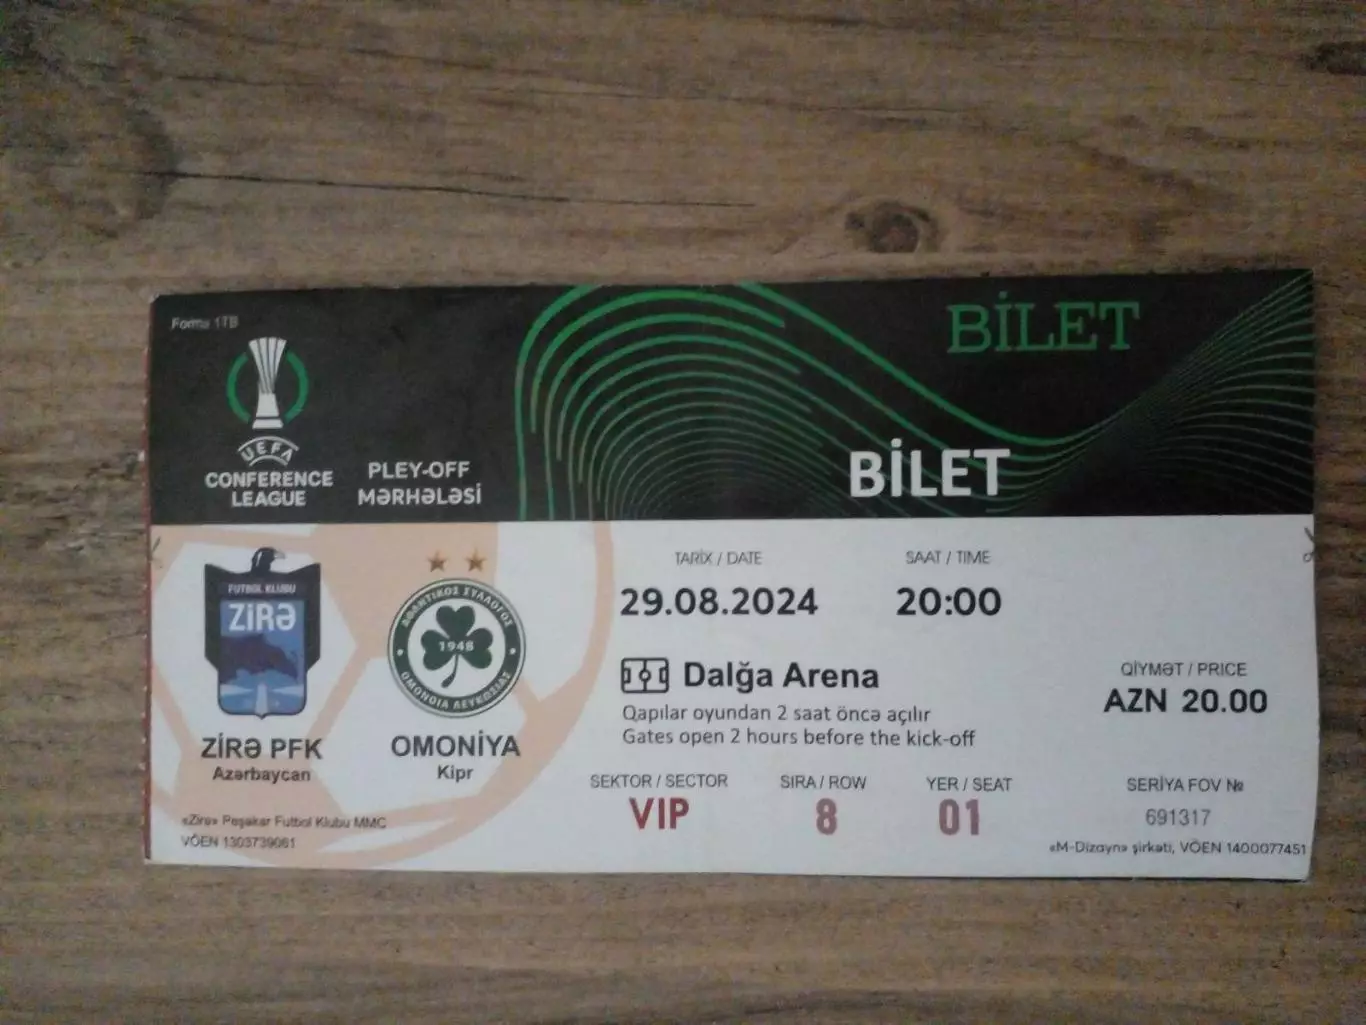 Forma 1TB
BİLET
UEFA
CONFERENCE
LEAGUE
PLEY-OFF
MƏRHƏLƏSİ
BİLET
FUTBOL KLUBU
ZİRƏ
ΑΘΛΗΤΙΚΟΣ ΣΥΛΛΟΓΟΣ
1948
ΟΜΟΝΟΙΑ ΛΕΥΚΩΣΙΑΣ
ZİRƏ PFK
Azərbaycan
OMONİYA
Kipr
«Zirə» Peşəkar Futbol Klubu MMC
VÖEN 1303739061
TARİX / DATE
SAAT / TIME
29.08.2024
20:00
Dalğa Arena
Qapılar oyundan 2 saat öncə açılır
Gates open 2 hours before the kick-off
QİYMƏT / PRICE
AZN 20.00
SEKTOR / SECTOR
SIRA / ROW
YER / SEAT
VIP
8
01
SERİYA FOV №
691317
«M-Dizayn» şirkəti, VÖEN 1400077451